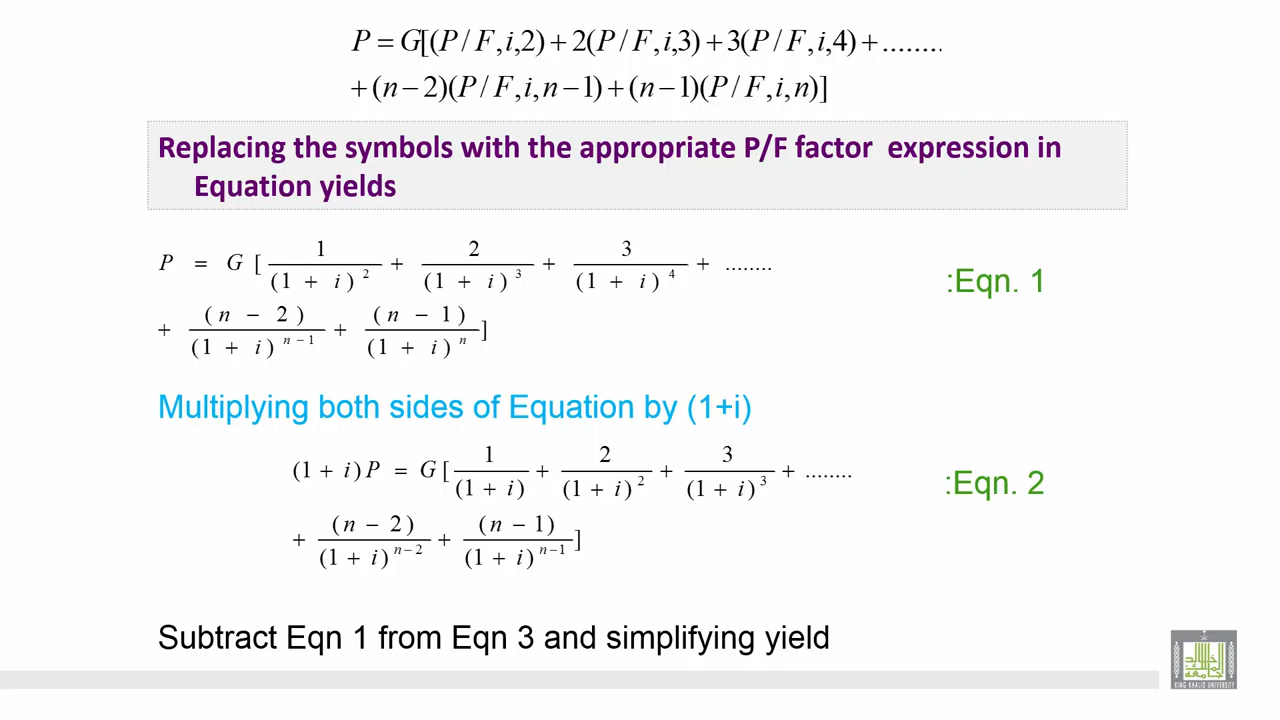 P = G[(P / F, i,2) + 2(P / F, i,3) + 3(P / F, i,4) + ........
+ (n − 2)(P / F, i, n − 1) + (n − 1)(P / F, i, n)]
Replacing the symbols with the appropriate P/F factor expression in
Equation yields
P = G [ 1/(1 + i)^2 + 2/(1 + i)^3 + 3/(1 + i)^4 + ........
:Eqn. 1
+ (n − 2)/(1 + i)^{n−1} + (n − 1)/(1 + i)^n ]
Multiplying both sides of Equation by (1+i)
(1 + i)P = G [ 1/(1 + i) + 2/(1 + i)^2 + 3/(1 + i)^3 + ........
:Eqn. 2
+ (n − 2)/(1 + i)^{n−2} + (n − 1)/(1 + i)^{n−1} ]
Subtract Eqn 1 from Eqn 3 and simplifying yield
KING KHALID UNIVERSITY